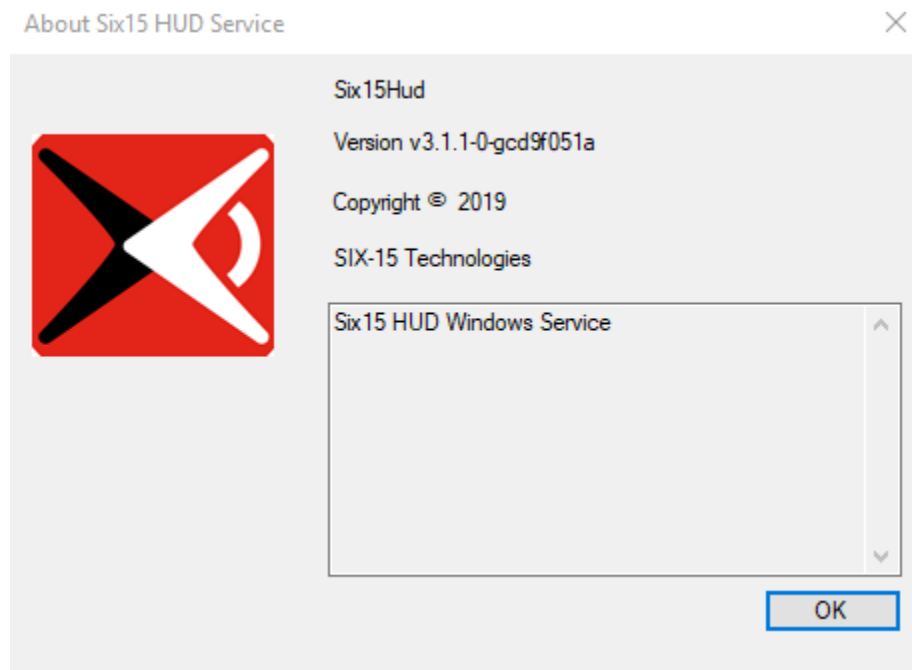 About Six15 HUD Service
Six15Hud
Version v3.1.1-0-gcd9f051a
Copyright © 2019
SIX-15 Technologies
Six15 HUD Windows Service
OK